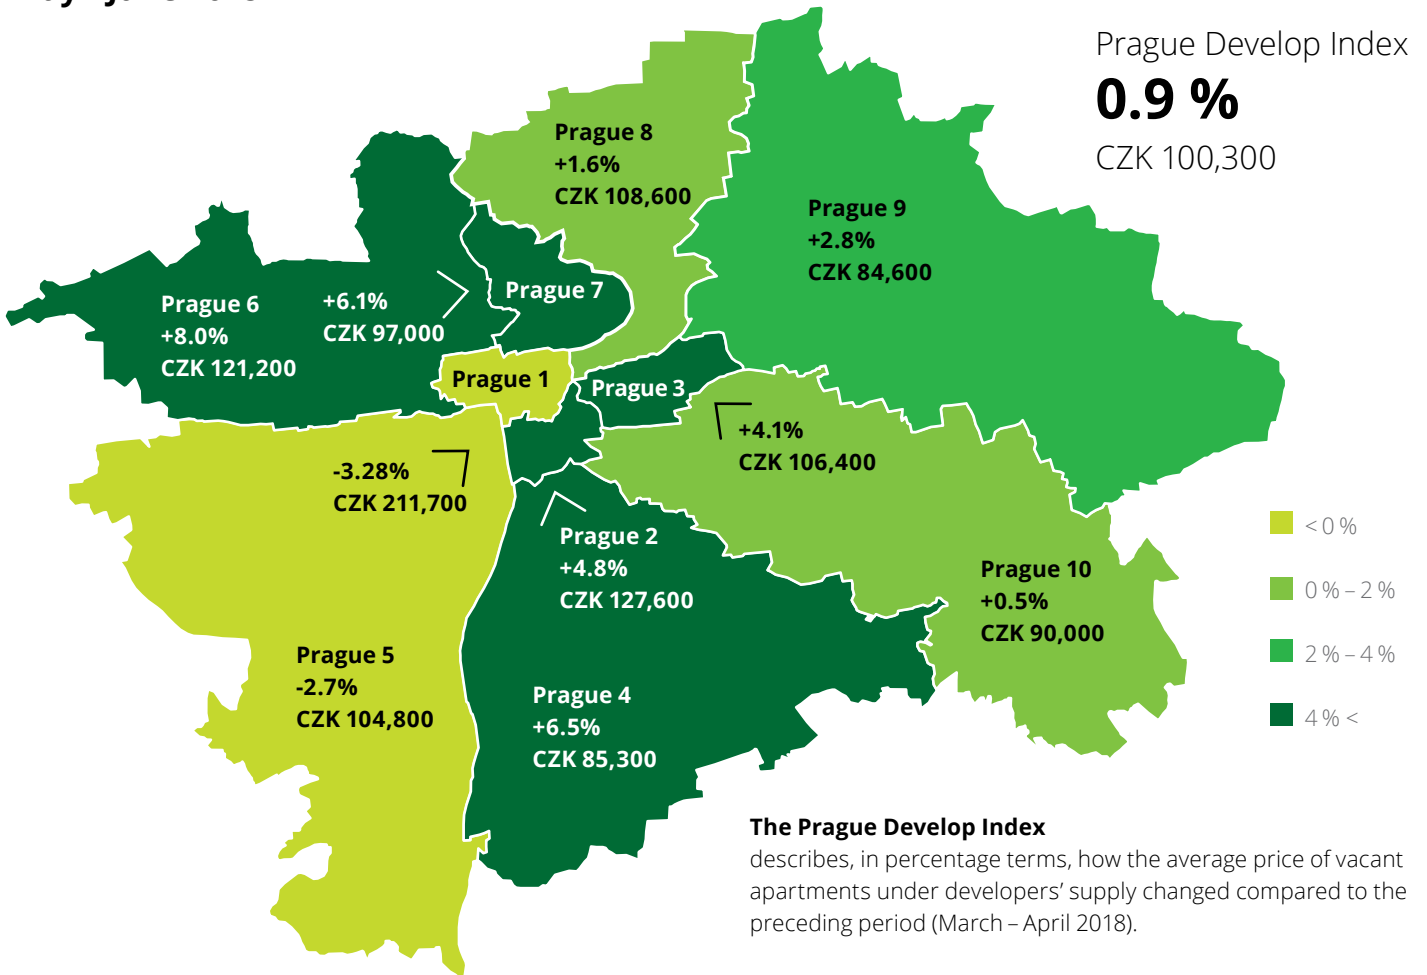 Prague Develop Index
0.9 %
CZK 100,300
Prague 8
+1.6%
CZK 108,600
Prague 9
+2.8%
CZK 84,600
Prague 6
+8.0%
CZK 121,200
+6.1%
CZK 97,000
Prague 7
Prague 1
Prague 3
+4.1%
CZK 106,400
-3.28%
CZK 211,700
Prague 2
+4.8%
CZK 127,600
Prague 10
+0.5%
CZK 90,000
Prague 5
-2.7%
CZK 104,800
Prague 4
+6.5%
CZK 85,300
< 0 %
0 % – 2 %
2 % – 4 %
4 % <
The Prague Develop Index
describes, in percentage terms, how the average price of vacant
apartments under developers’ supply changed compared to the
preceding period (March – April 2018).